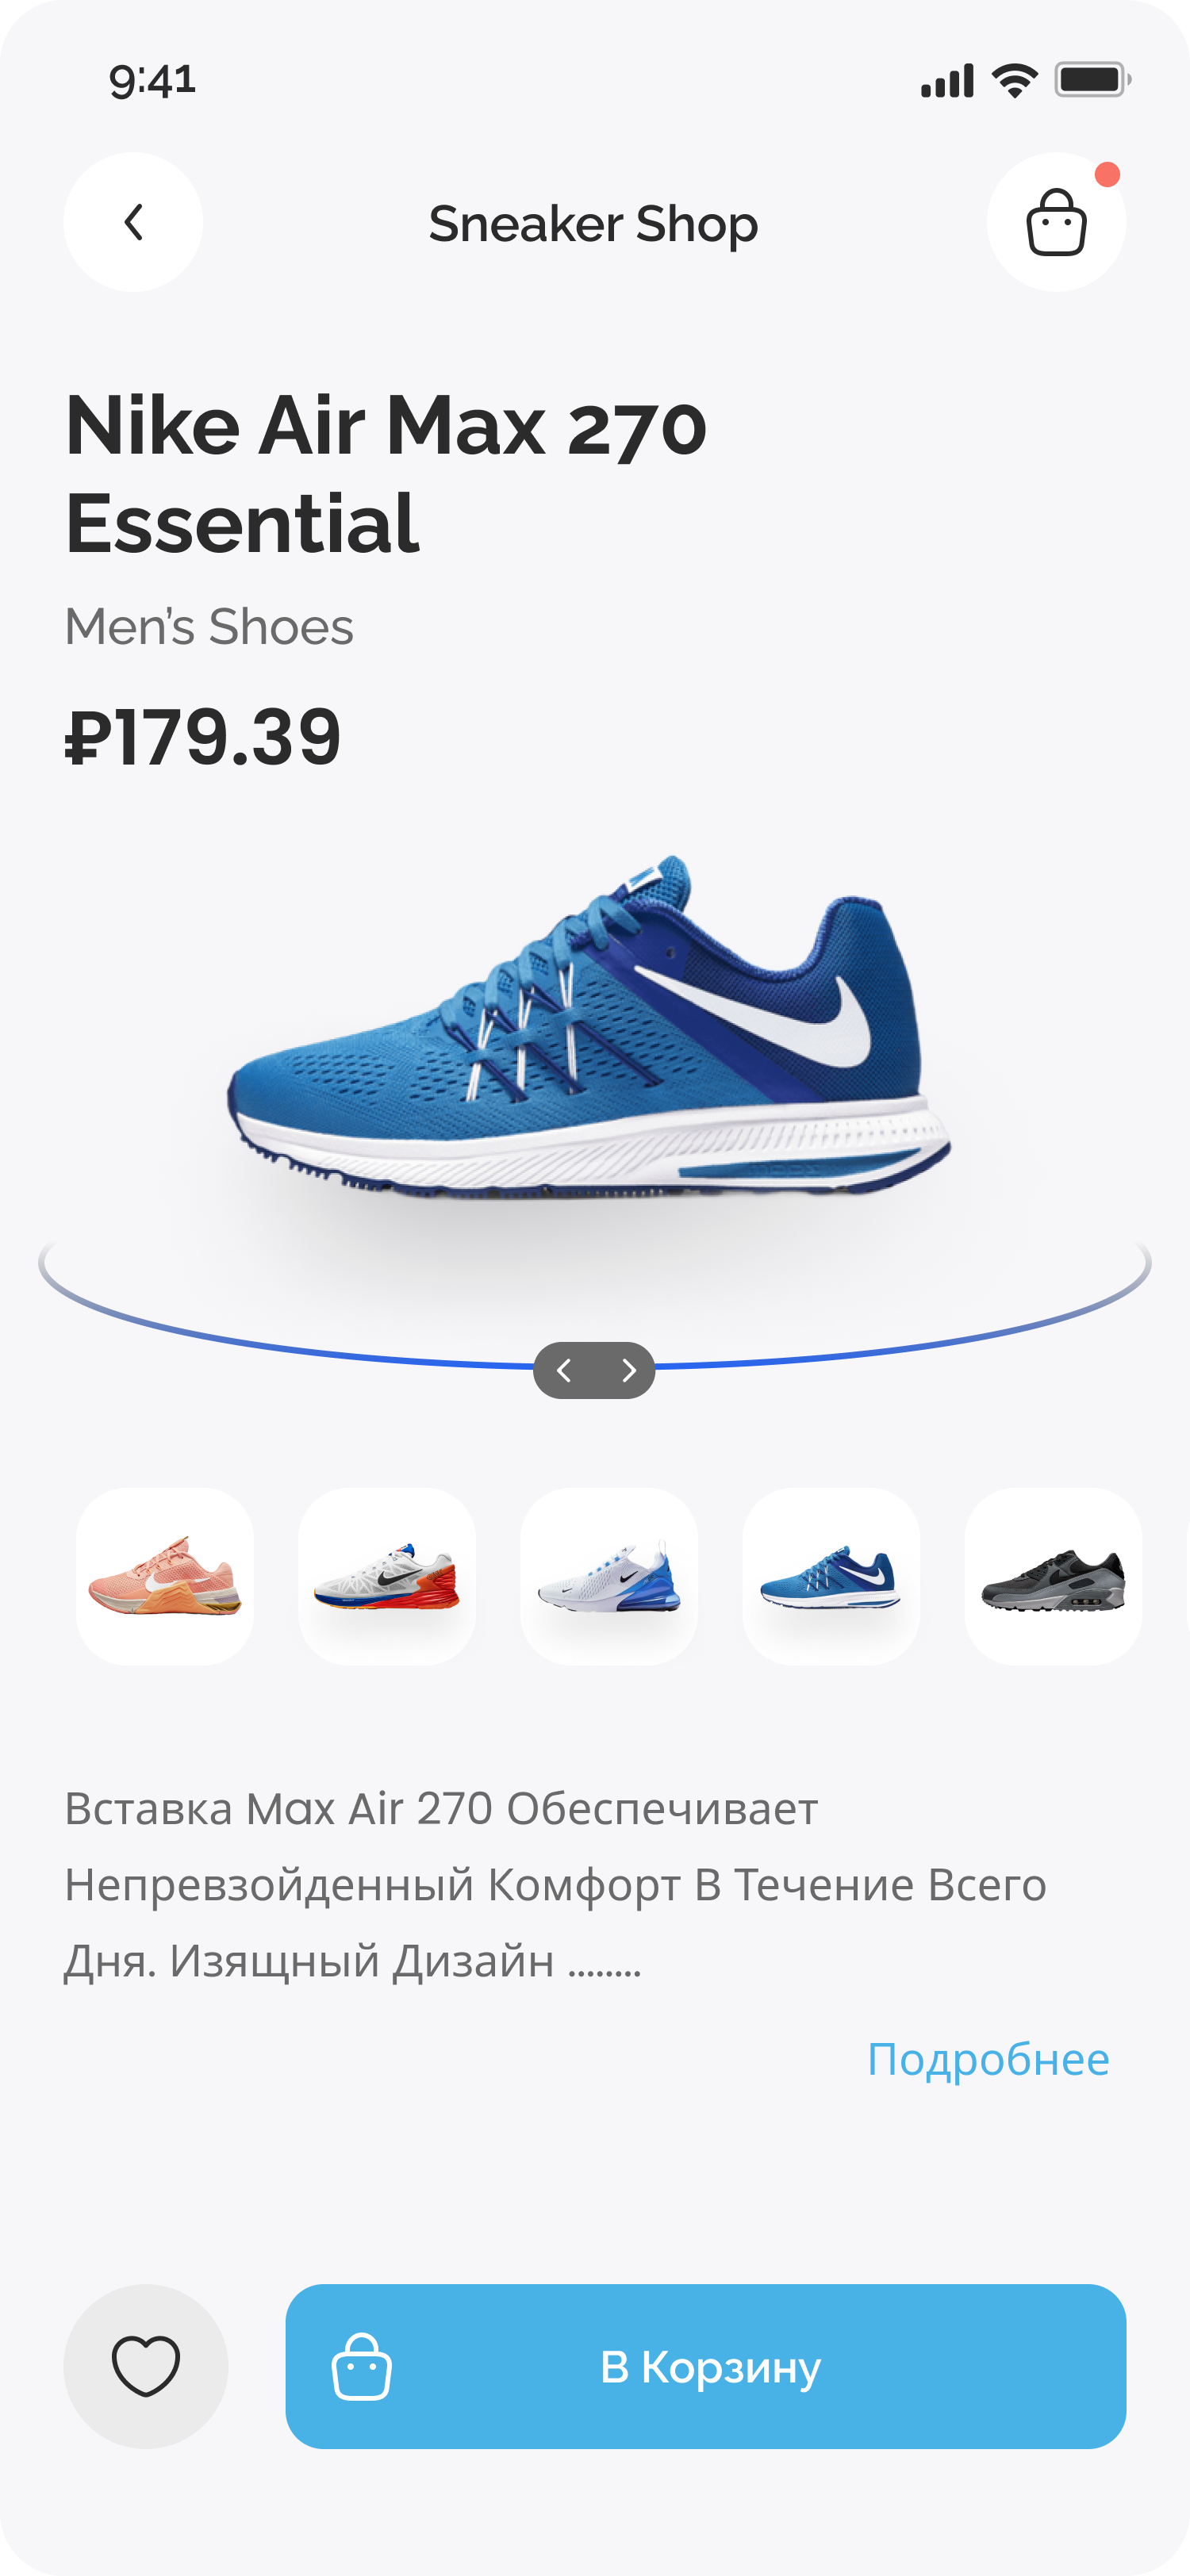 9:41
Sneaker Shop
Nike Air Max 270
Essential
Men’s Shoes
₽179.39
Вставка Max Air 270 Обеспечивает
Непревзойденный Комфорт В Течение Всего
Дня. Изящный Дизайн ........
Подробнее
В Корзину